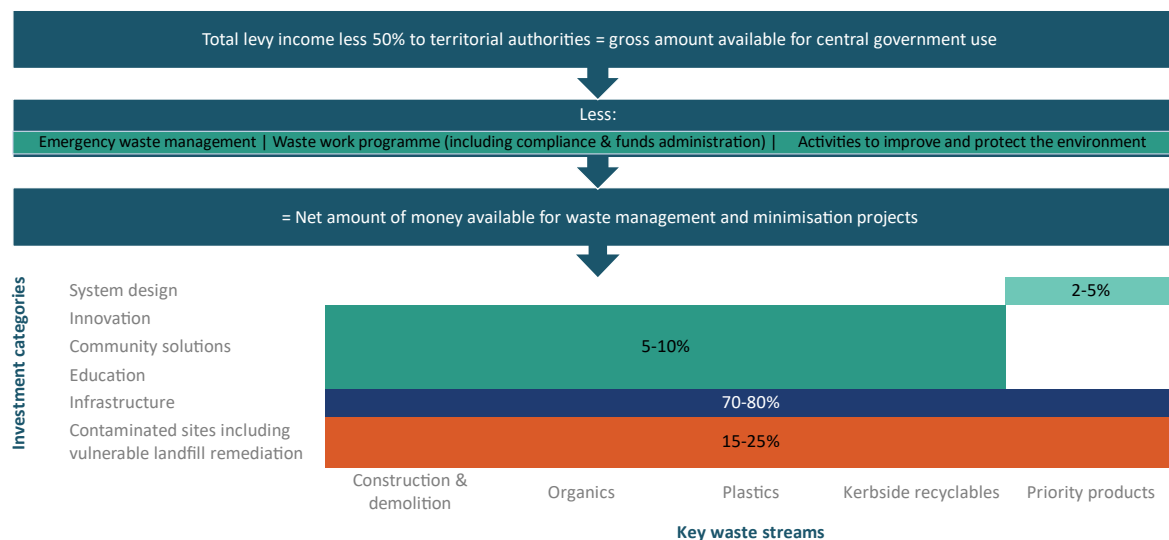 Total levy income less 50% to territorial authorities = gross amount available for central government use
Less:
Emergency waste management | Waste work programme (including compliance & funds administration) | Activities to improve and protect the environment
= Net amount of money available for waste management and minimisation projects
Investment categories
System design
2-5%
Innovation
Community solutions
5-10%
Education
Infrastructure
70-80%
Contaminated sites including
vulnerable landfill remediation
15-25%
Construction &
demolition
Organics
Plastics
Kerbside recyclables
Priority products
Key waste streams